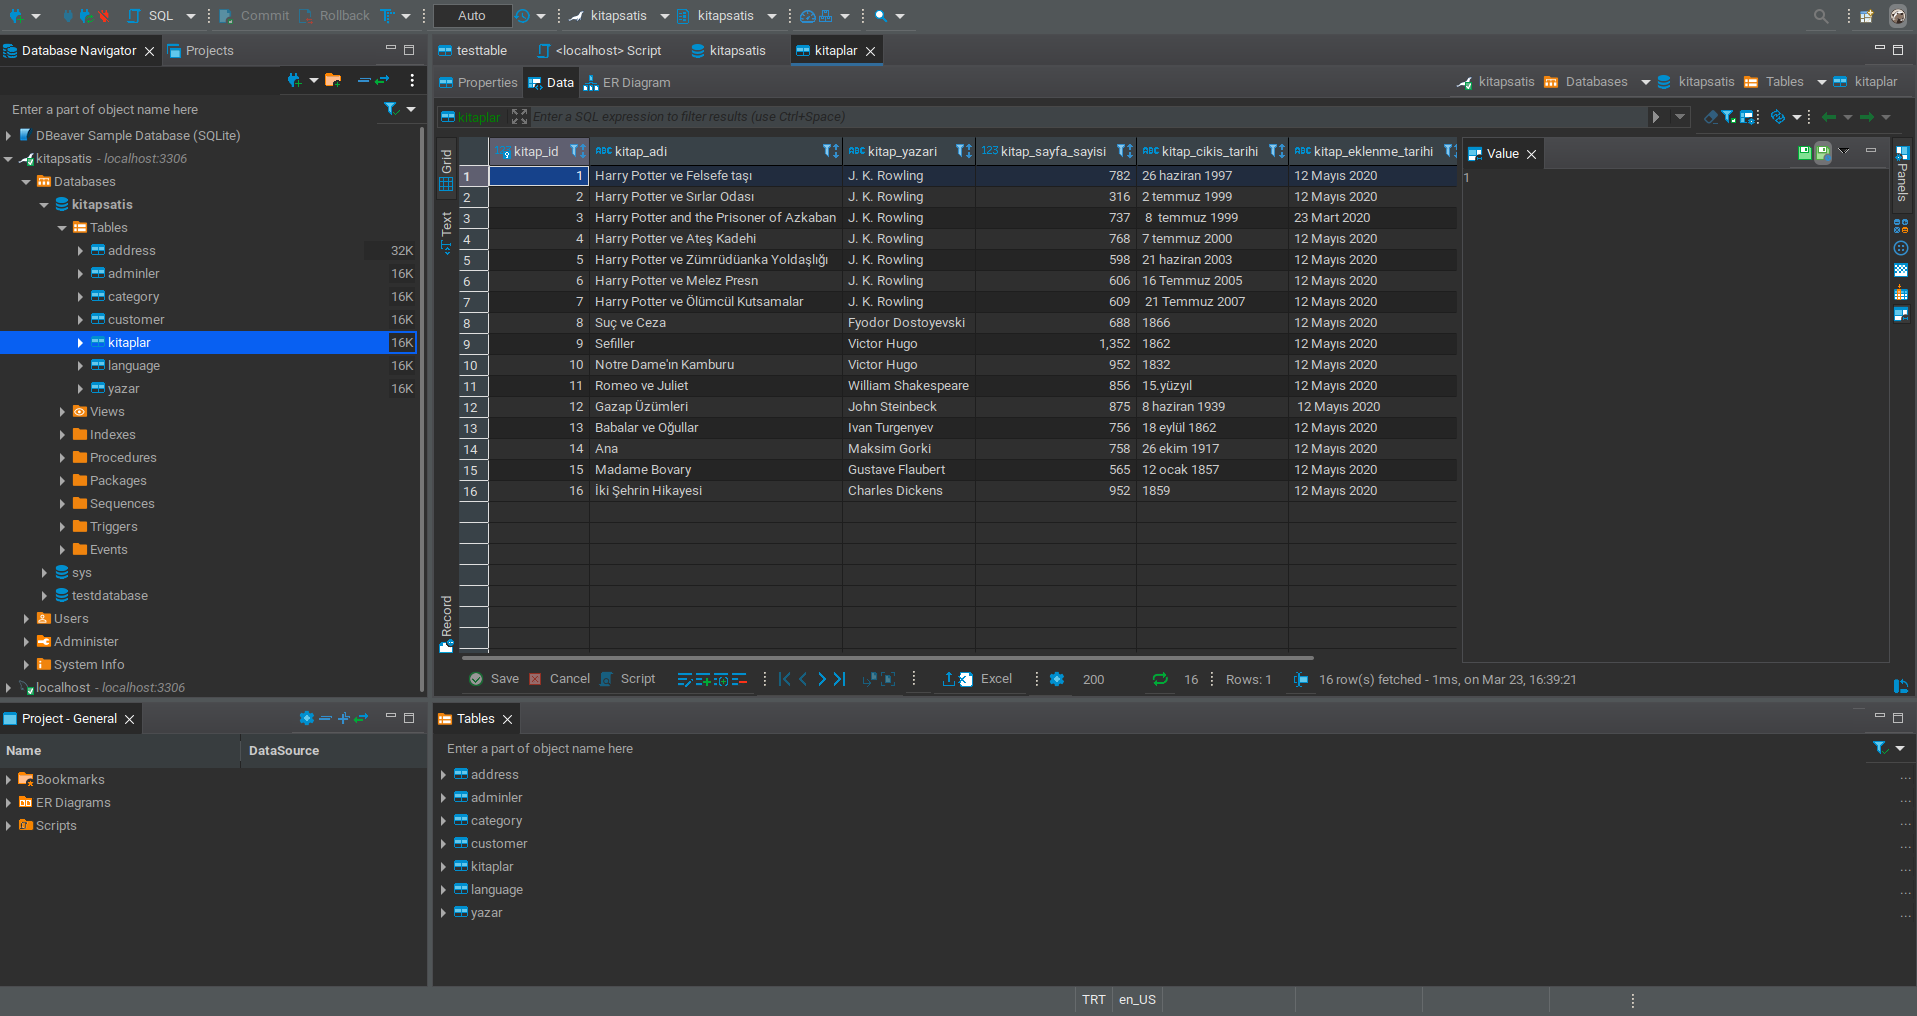 SQL Commit Rollback T Auto kitapsatis kitapsatis
Database Navigator Projects
Enter a part of object name here
DBeaver Sample Database (SQLite)
kitapsatis - localhost:3306
Databases
kitapsatis
Tables
address 32K
adminler 16K
category 16K
customer 16K
kitaplar 16K
language 16K
yazar 16K
Views
Indexes
Procedures
Packages
Sequences
Triggers
Events
sys
testdatabase
Users
Administer
System Info
localhost - localhost:3306
testtable <localhost> Script kitapsatis kitaplar
Properties Data ER Diagram kitapsatis Databases kitapsatis Tables kitaplar
kitaplar Enter a SQL expression to filter results (use Ctrl+Space)
Grid
Text
Record
123 kitap_id ABC kitap_adi ABC kitap_yazari 123 kitap_sayfa_sayisi ABC kitap_cikis_tarihi ABC kitap_eklenme_tarihi
1 1 Harry Potter ve Felsefe taşı J. K. Rowling 782 26 haziran 1997 12 Mayıs 2020
2 2 Harry Potter ve Sırlar Odası J. K. Rowling 316 2 temmuz 1999 12 Mayıs 2020
3 3 Harry Potter and the Prisoner of Azkaban J. K. Rowling 737 8 temmuz 1999 23 Mart 2020
4 4 Harry Potter ve Ateş Kadehi J. K. Rowling 768 7 temmuz 2000 12 Mayıs 2020
5 5 Harry Potter ve Zümrüdüanka Yoldaşlığı J. K. Rowling 598 21 haziran 2003 12 Mayıs 2020
6 6 Harry Potter ve Melez Presn J. K. Rowling 606 16 Temmuz 2005 12 Mayıs 2020
7 7 Harry Potter ve Ölümcül Kutsamalar J. K. Rowling 609 21 Temmuz 2007 12 Mayıs 2020
8 8 Suç ve Ceza Fyodor Dostoyevski 688 1866 12 Mayıs 2020
9 9 Sefiller Victor Hugo 1,352 1862 12 Mayıs 2020
10 10 Notre Dame'ın Kamburu Victor Hugo 952 1832 12 Mayıs 2020
11 11 Romeo ve Juliet William Shakespeare 856 15.yüzyıl 12 Mayıs 2020
12 12 Gazap Üzümleri John Steinbeck 875 8 haziran 1939 12 Mayıs 2020
13 13 Babalar ve Oğullar Ivan Turgenyev 756 18 eylül 1862 12 Mayıs 2020
14 14 Ana Maksim Gorki 758 26 ekim 1917 12 Mayıs 2020
15 15 Madame Bovary Gustave Flaubert 565 12 ocak 1857 12 Mayıs 2020
16 16 İki Şehrin Hikayesi Charles Dickens 952 1859 12 Mayıs 2020
Value
1
Panels
Save Cancel Script Excel 200 16 Rows: 1 16 row(s) fetched - 1ms, on Mar 23, 16:39:21
Project - General
Name DataSource
Bookmarks
ER Diagrams
Scripts
Tables
Enter a part of object name here
address ...
adminler ...
category ...
customer ...
kitaplar ...
language ...
yazar ...
TRT en_US